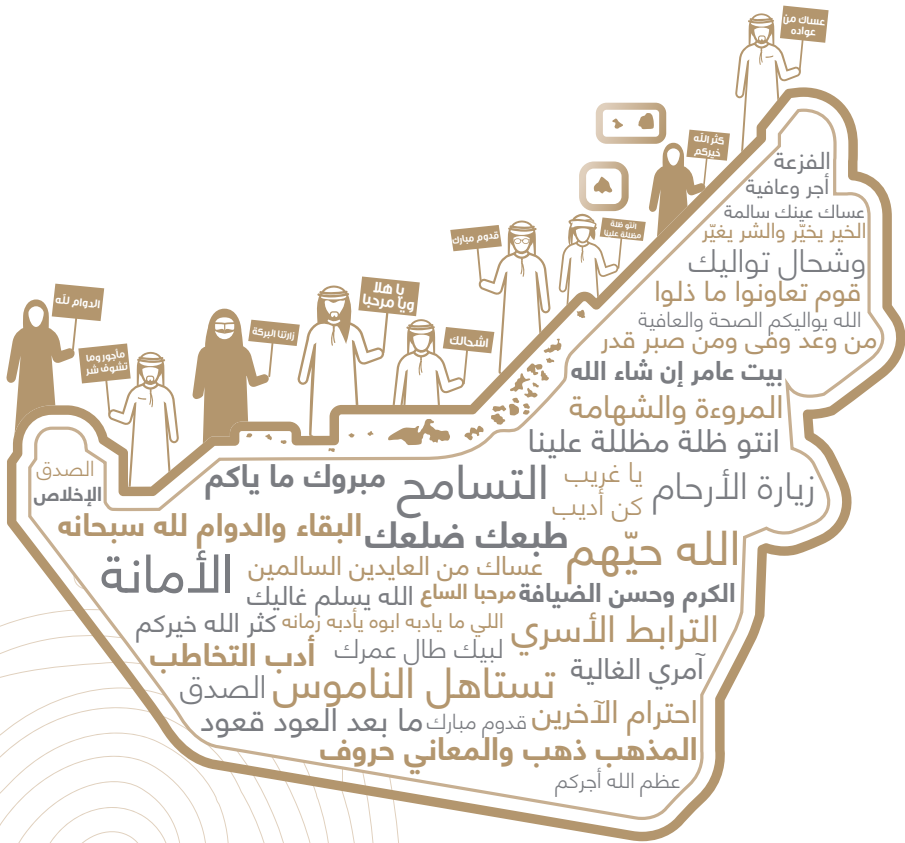 عساك من
عواده
كثر الله
خيركم
انتو ظلة
مظللة علينا
قدوم مبارك
يا هلا
ويا مرحبا
اشحالك
زارتنا البركة
الدوام لله
مأجور وما
تشوف شر
الفزعة
أجر وعافية
عساك عينك سالمة
الخير يخيّر والشر يغيّر
وشحال تواليك
قوم تعاونوا ما ذلوا
الله يواليكم الصحة والعافية
من وعد وفى ومن صبر قدر
بيت عامر إن شاء الله
المروءة والشهامة
انتو ظلة مظللة علينا
زيارة الأرحام
يا غريب
كن أديب
التسامح
مبروك ما ياكم
الصدق
الإخلاص
البقاء والدوام لله سبحانه
طبعك ضلعك
الله حيّهم
عساك من العايدين السالمين
الأمانة
الكرم وحسن الضيافة
مرحبا الساع
الله يسلم غاليك
الترابط الأسري
اللي ما يادبه ابوه يأدبه زمانه
كثر الله خيركم
آمري الغالية
لبيك طال عمرك
أدب التخاطب
تستاهل الناموس
الصدق
احترام الآخرين
قدوم مبارك
ما بعد العود قعود
المذهب ذهب والمعاني حروف
عظم الله أجركم